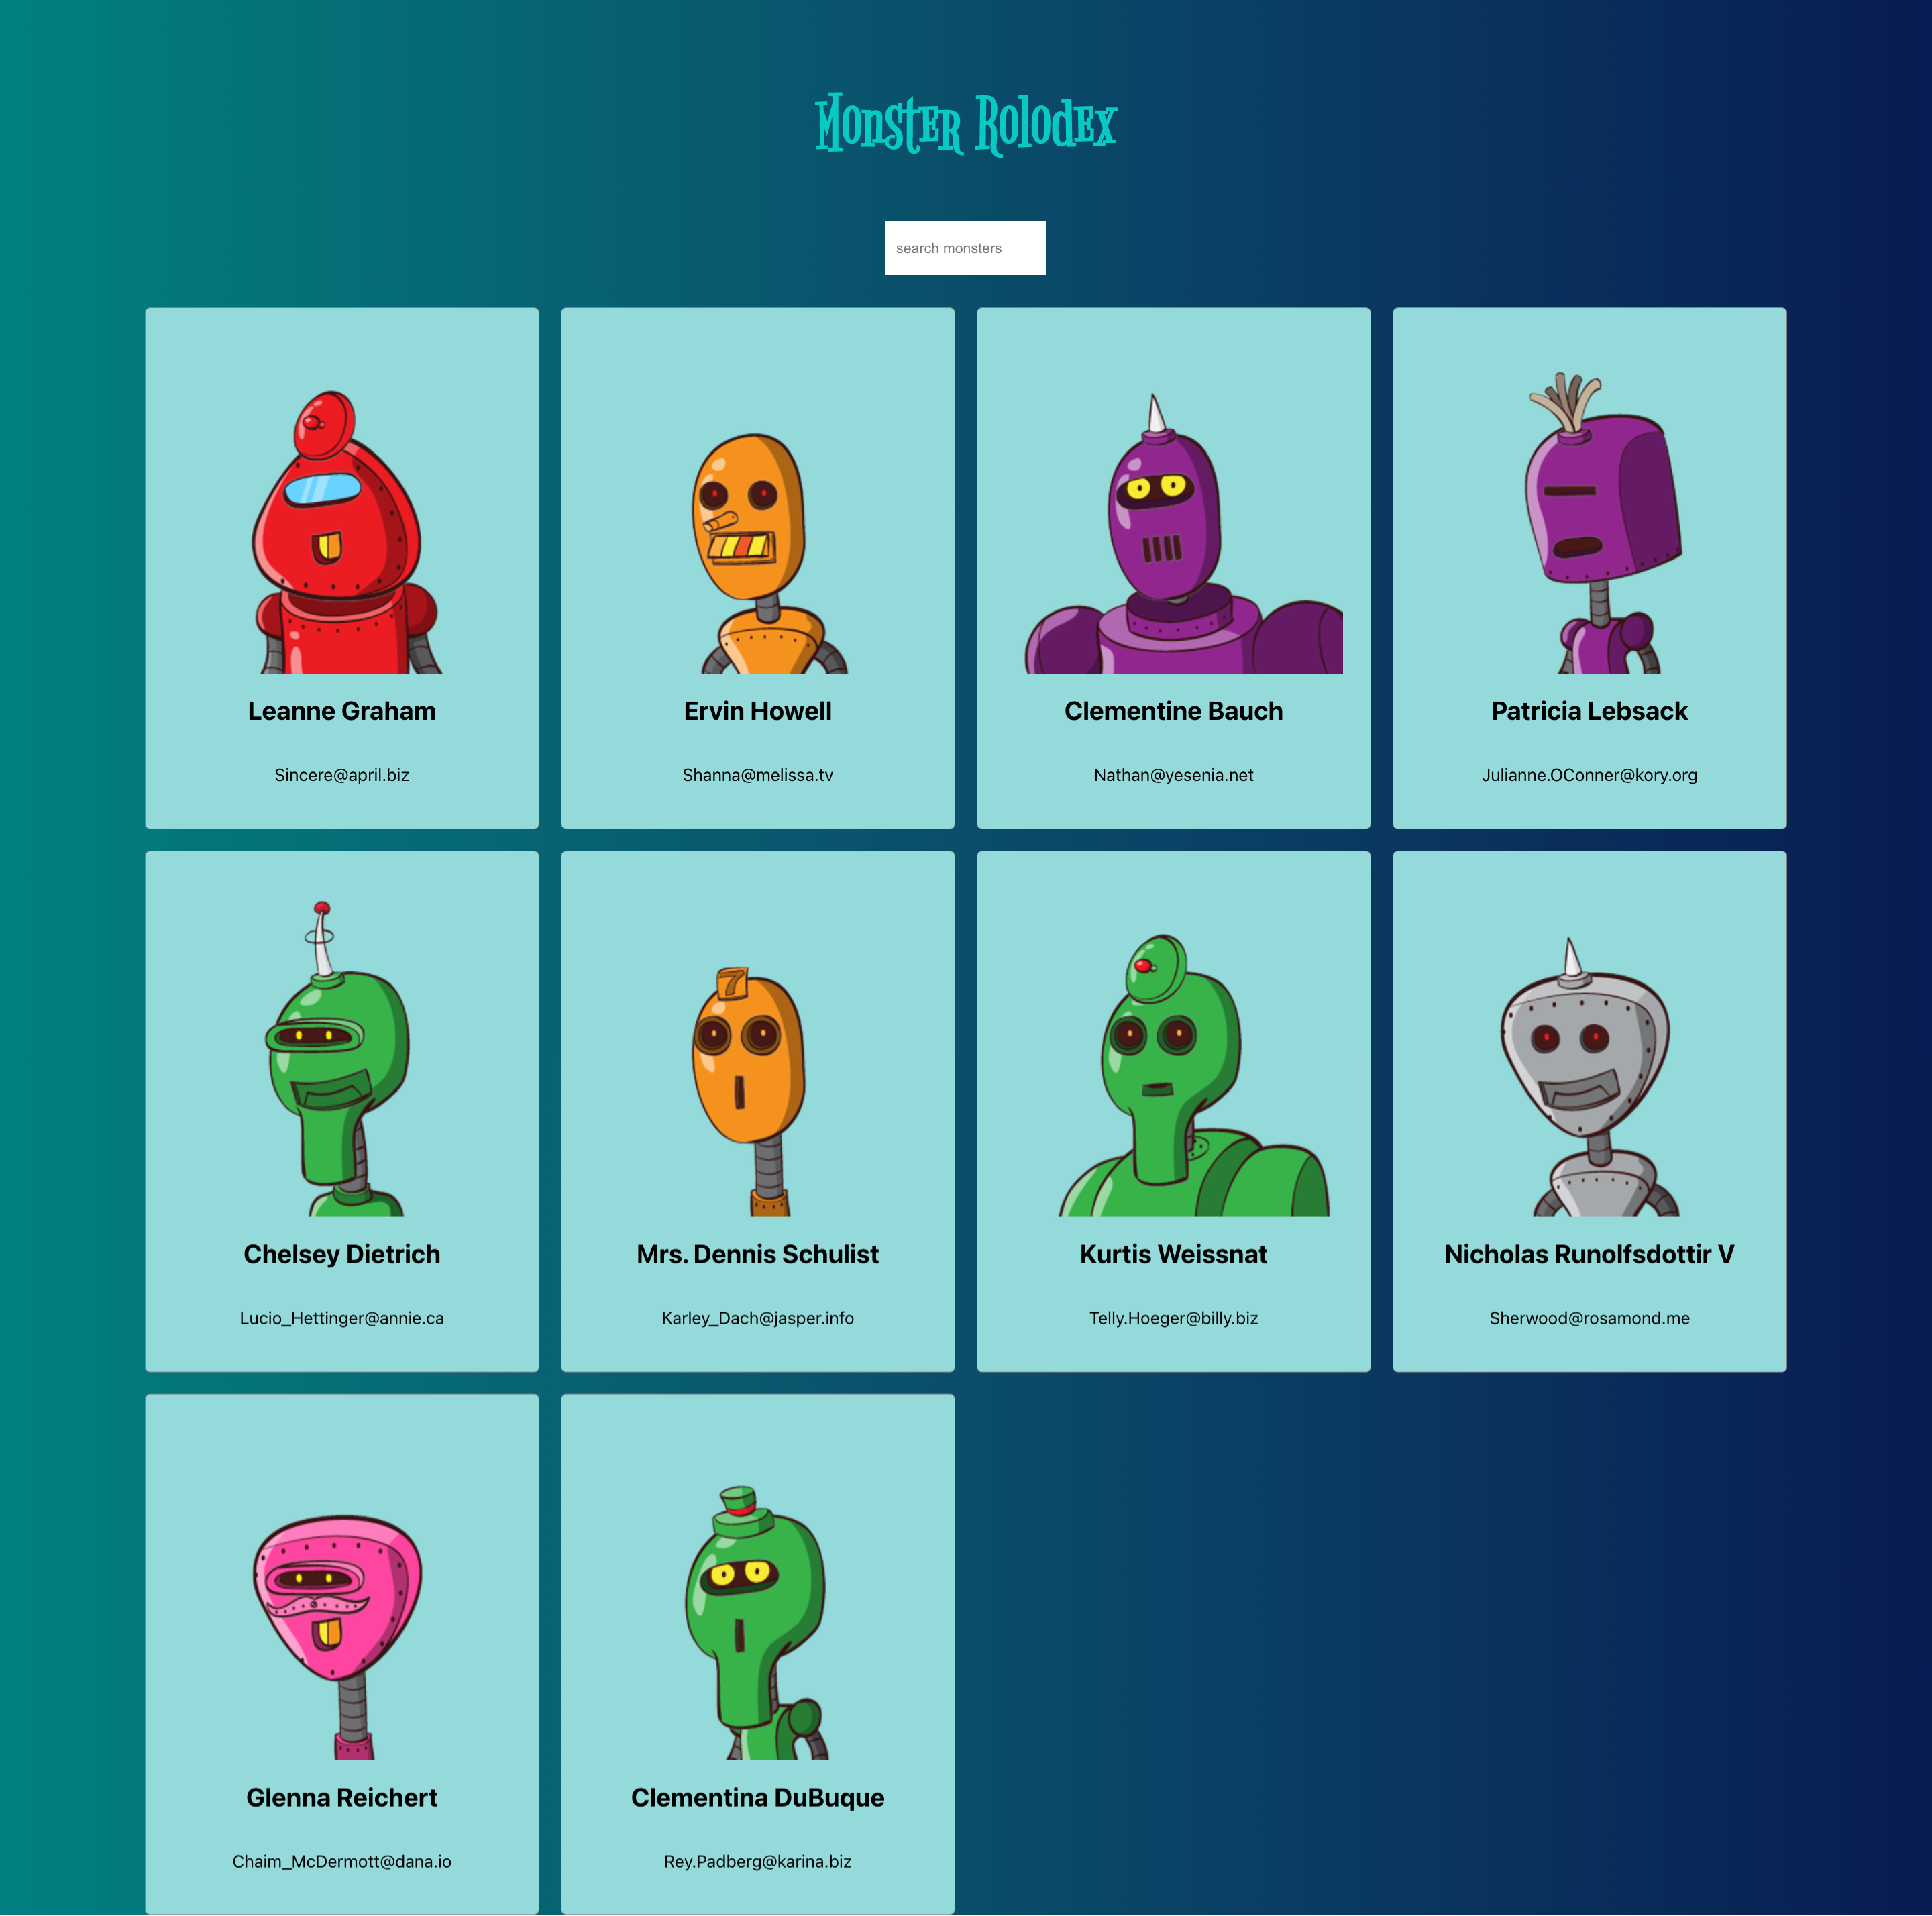 Monster Rolodex
search monsters
Leanne Graham
Sincere@april.biz
Ervin Howell
Shanna@melissa.tv
Clementine Bauch
Nathan@yesenia.net
Patricia Lebsack
Julianne.OConner@kory.org
Chelsey Dietrich
Lucio_Hettinger@annie.ca
7
Mrs. Dennis Schulist
Karley_Dach@jasper.info
Kurtis Weissnat
Telly.Hoeger@billy.biz
Nicholas Runolfsdottir V
Sherwood@rosamond.me
Glenna Reichert
Chaim_McDermott@dana.io
Clementina DuBuque
Rey.Padberg@karina.biz